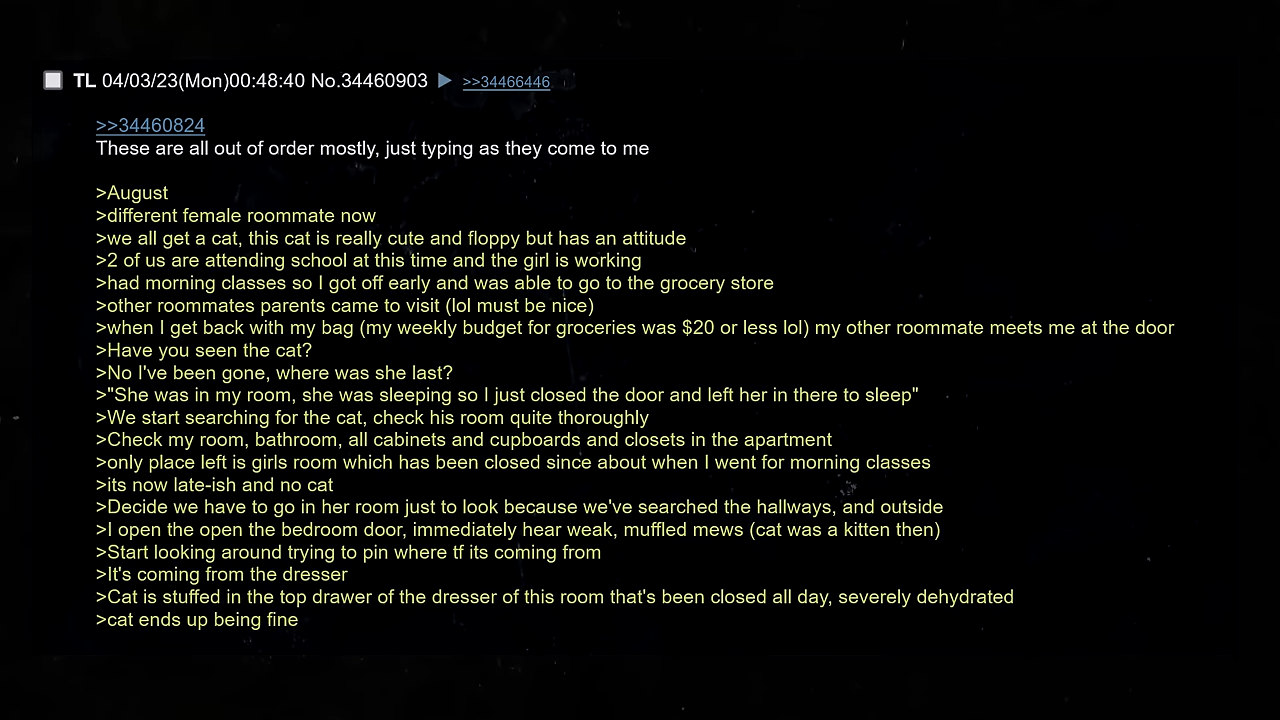 TL 04/03/23(Mon)00:48:40 No.34460903 ▶ >>34466446
>>34460824
These are all out of order mostly, just typing as they come to me
>August
>different female roommate now
>we all get a cat, this cat is really cute and floppy but has an attitude
>2 of us are attending school at this time and the girl is working
>had morning classes so I got off early and was able to go to the grocery store
>other roommates parents came to visit (lol must be nice)
>when I get back with my bag (my weekly budget for groceries was $20 or less lol) my other roommate meets me at the door
>Have you seen the cat?
>No I've been gone, where was she last?
>"She was in my room, she was sleeping so I just closed the door and left her in there to sleep"
>We start searching for the cat, check his room quite thoroughly
>Check my room, bathroom, all cabinets and cupboards and closets in the apartment
>only place left is girls room which has been closed since about when I went for morning classes
>its now late-ish and no cat
>Decide we have to go in her room just to look because we've searched the hallways, and outside
>I open the open the bedroom door, immediately hear weak, muffled mews (cat was a kitten then)
>Start looking around trying to pin where tf its coming from
>It's coming from the dresser
>Cat is stuffed in the top drawer of the dresser of this room that's been closed all day, severely dehydrated
>cat ends up being fine